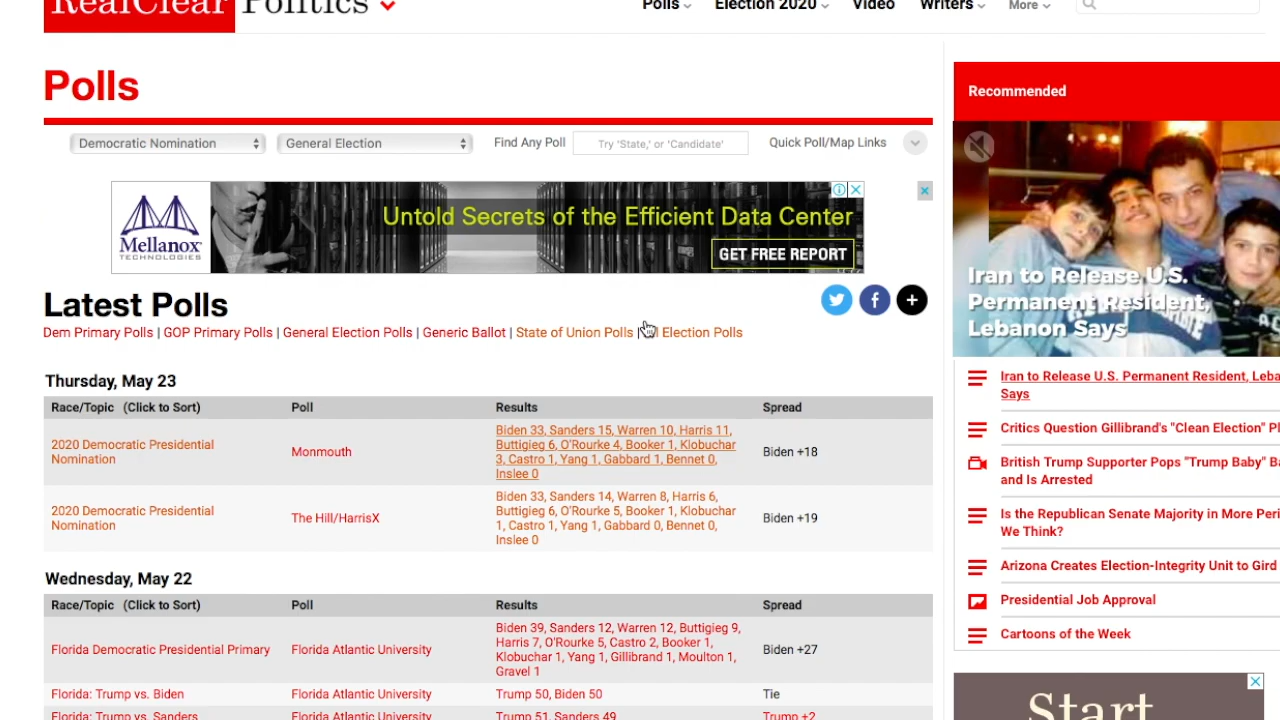 RealClear Politics
Polls
Election 2020
Video
Writers
More
Polls
Democratic Nomination
General Election
Find Any Poll
Try 'State,' or 'Candidate'
Quick Poll/Map Links
Mellanox
TECHNOLOGIES
Untold Secrets of the Efficient Data Center
GET FREE REPORT
Latest Polls
Dem Primary Polls | GOP Primary Polls | General Election Polls | Generic Ballot | State of Union Polls | Election Polls
Thursday, May 23
Race/Topic (Click to Sort) Poll Results Spread
2020 Democratic Presidential
Nomination
Monmouth
Biden 33, Sanders 15, Warren 10, Harris 11,
Buttigieg 6, O'Rourke 4, Booker 1, Klobuchar
3, Castro 1, Yang 1, Gabbard 1, Bennet 0,
Inslee 0
Biden +18
2020 Democratic Presidential
Nomination
The Hill/HarrisX
Biden 33, Sanders 14, Warren 8, Harris 6,
Buttigieg 6, O'Rourke 5, Booker 1, Klobuchar
1, Castro 1, Yang 1, Gabbard 0, Bennet 0,
Inslee 0
Biden +19
Wednesday, May 22
Race/Topic (Click to Sort) Poll Results Spread
Florida Democratic Presidential Primary
Florida Atlantic University
Biden 39, Sanders 12, Warren 12, Buttigieg 9,
Harris 7, O'Rourke 5, Castro 2, Booker 1,
Klobuchar 1, Yang 1, Gillibrand 1, Moulton 1,
Gravel 1
Biden +27
Florida: Trump vs. Biden Florida Atlantic University Trump 50, Biden 50 Tie
Florida: Trump vs. Sanders Florida Atlantic University Trump 51, Sanders 49 Trump +2
Recommended
Iran to Release U.S.
Permanent Resident,
Lebanon Says
Iran to Release U.S. Permanent Resident, Leba
Says
Critics Question Gillibrand's "Clean Election" Pl
British Trump Supporter Pops "Trump Baby" Ba
and Is Arrested
Is the Republican Senate Majority in More Peri
We Think?
Arizona Creates Election-Integrity Unit to Gird
Presidential Job Approval
Cartoons of the Week
Start